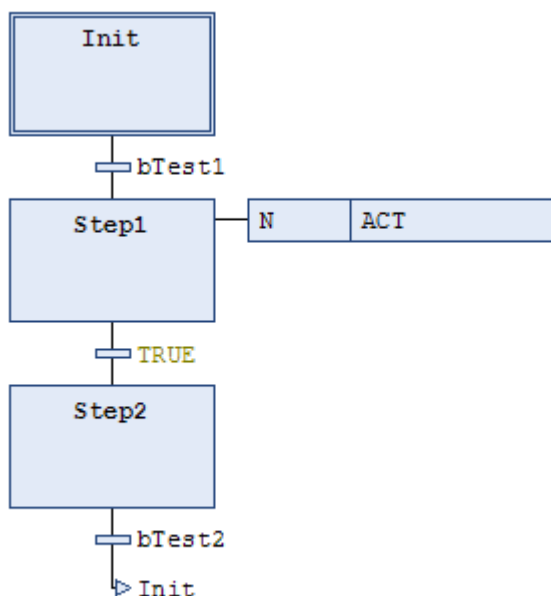 Init
bTest1
Step1
N ACT
TRUE
Step2
bTest2
Init